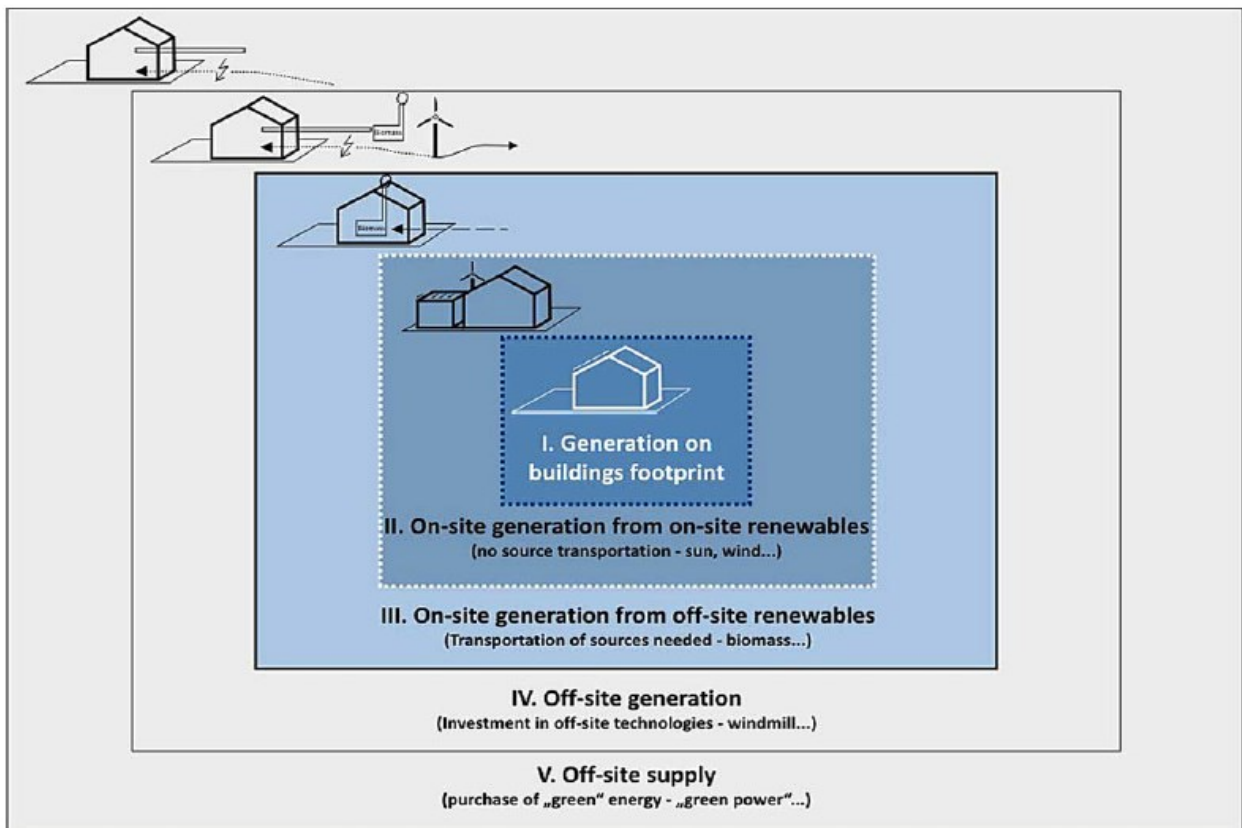 Biomass
Biomass
I. Generation on
buildings footprint
II. On-site generation from on-site renewables
(no source transportation - sun, wind...)
III. On-site generation from off-site renewables
(Transportation of sources needed - biomass...)
IV. Off-site generation
(Investment in off-site technologies - windmill...)
V. Off-site supply
(purchase of „green“ energy - „green power“...)